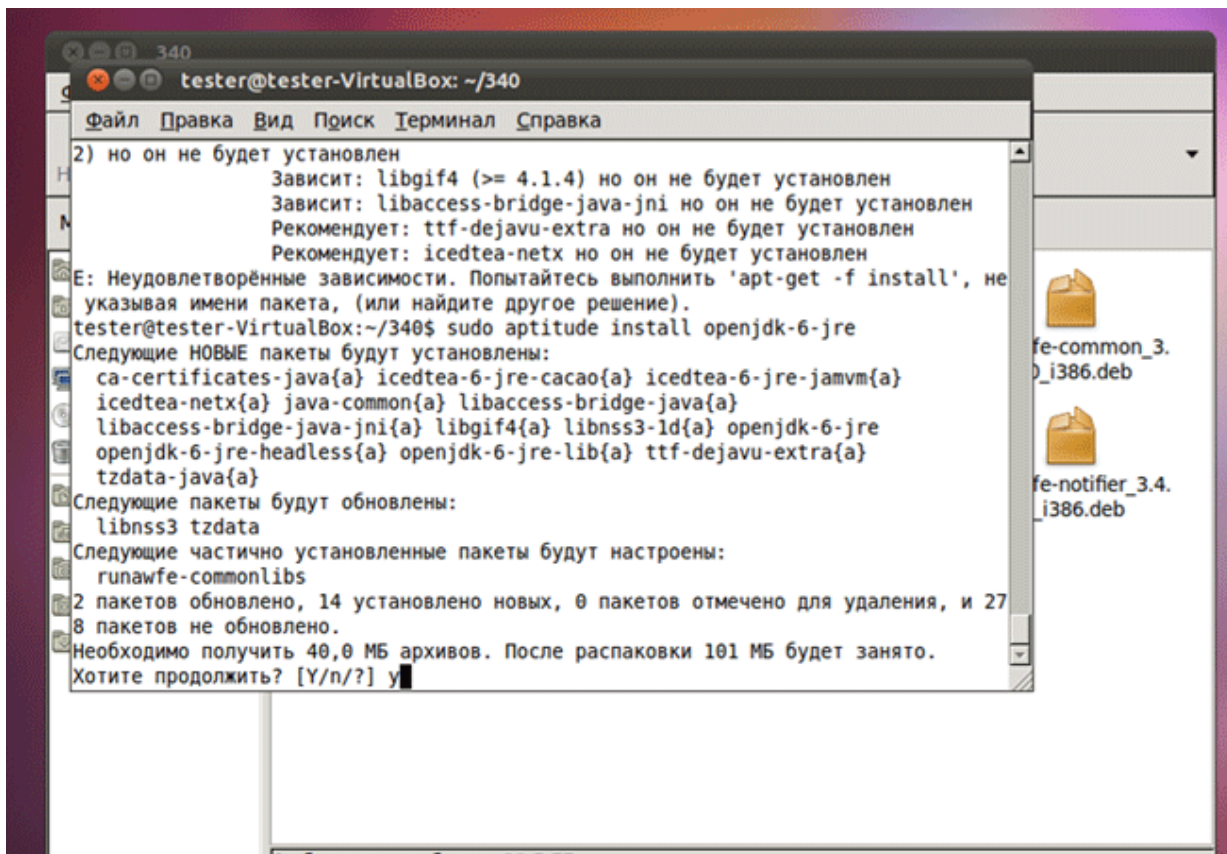 340
tester@tester-VirtualBox: ~/340
Файл Правка Вид Поиск Терминал Справка
2) но он не будет установлен
Зависит: libgif4 (>= 4.1.4) но он не будет установлен
Зависит: libaccess-bridge-java-jni но он не будет установлен
Рекомендует: ttf-dejavu-extra но он не будет установлен
Рекомендует: icedtea-netx но он не будет установлен
E: Неудовлетворённые зависимости. Попытайтесь выполнить 'apt-get -f install', не
указывая имени пакета, (или найдите другое решение).
tester@tester-VirtualBox:~/340$ sudo aptitude install openjdk-6-jre
Следующие НОВЫЕ пакеты будут установлены:
ca-certificates-java{a} icedtea-6-jre-cacao{a} icedtea-6-jre-jamvm{a}
icedtea-netx{a} java-common{a} libaccess-bridge-java{a}
libaccess-bridge-java-jni{a} libgif4{a} libnss3-1d{a} openjdk-6-jre
openjdk-6-jre-headless{a} openjdk-6-jre-lib{a} ttf-dejavu-extra{a}
tzdata-java{a}
Следующие пакеты будут обновлены:
libnss3 tzdata
Следующие частично установленные пакеты будут настроены:
runawfe-commonlibs
2 пакетов обновлено, 14 установлено новых, 0 пакетов отмечено для удаления, и 27
8 пакетов не обновлено.
Необходимо получить 40,0 МБ архивов. После распаковки 101 МБ будет занято.
Хотите продолжить? [Y/n/?] y
fe-common_3.
_i386.deb
fe-notifier_3.4.
_i386.deb